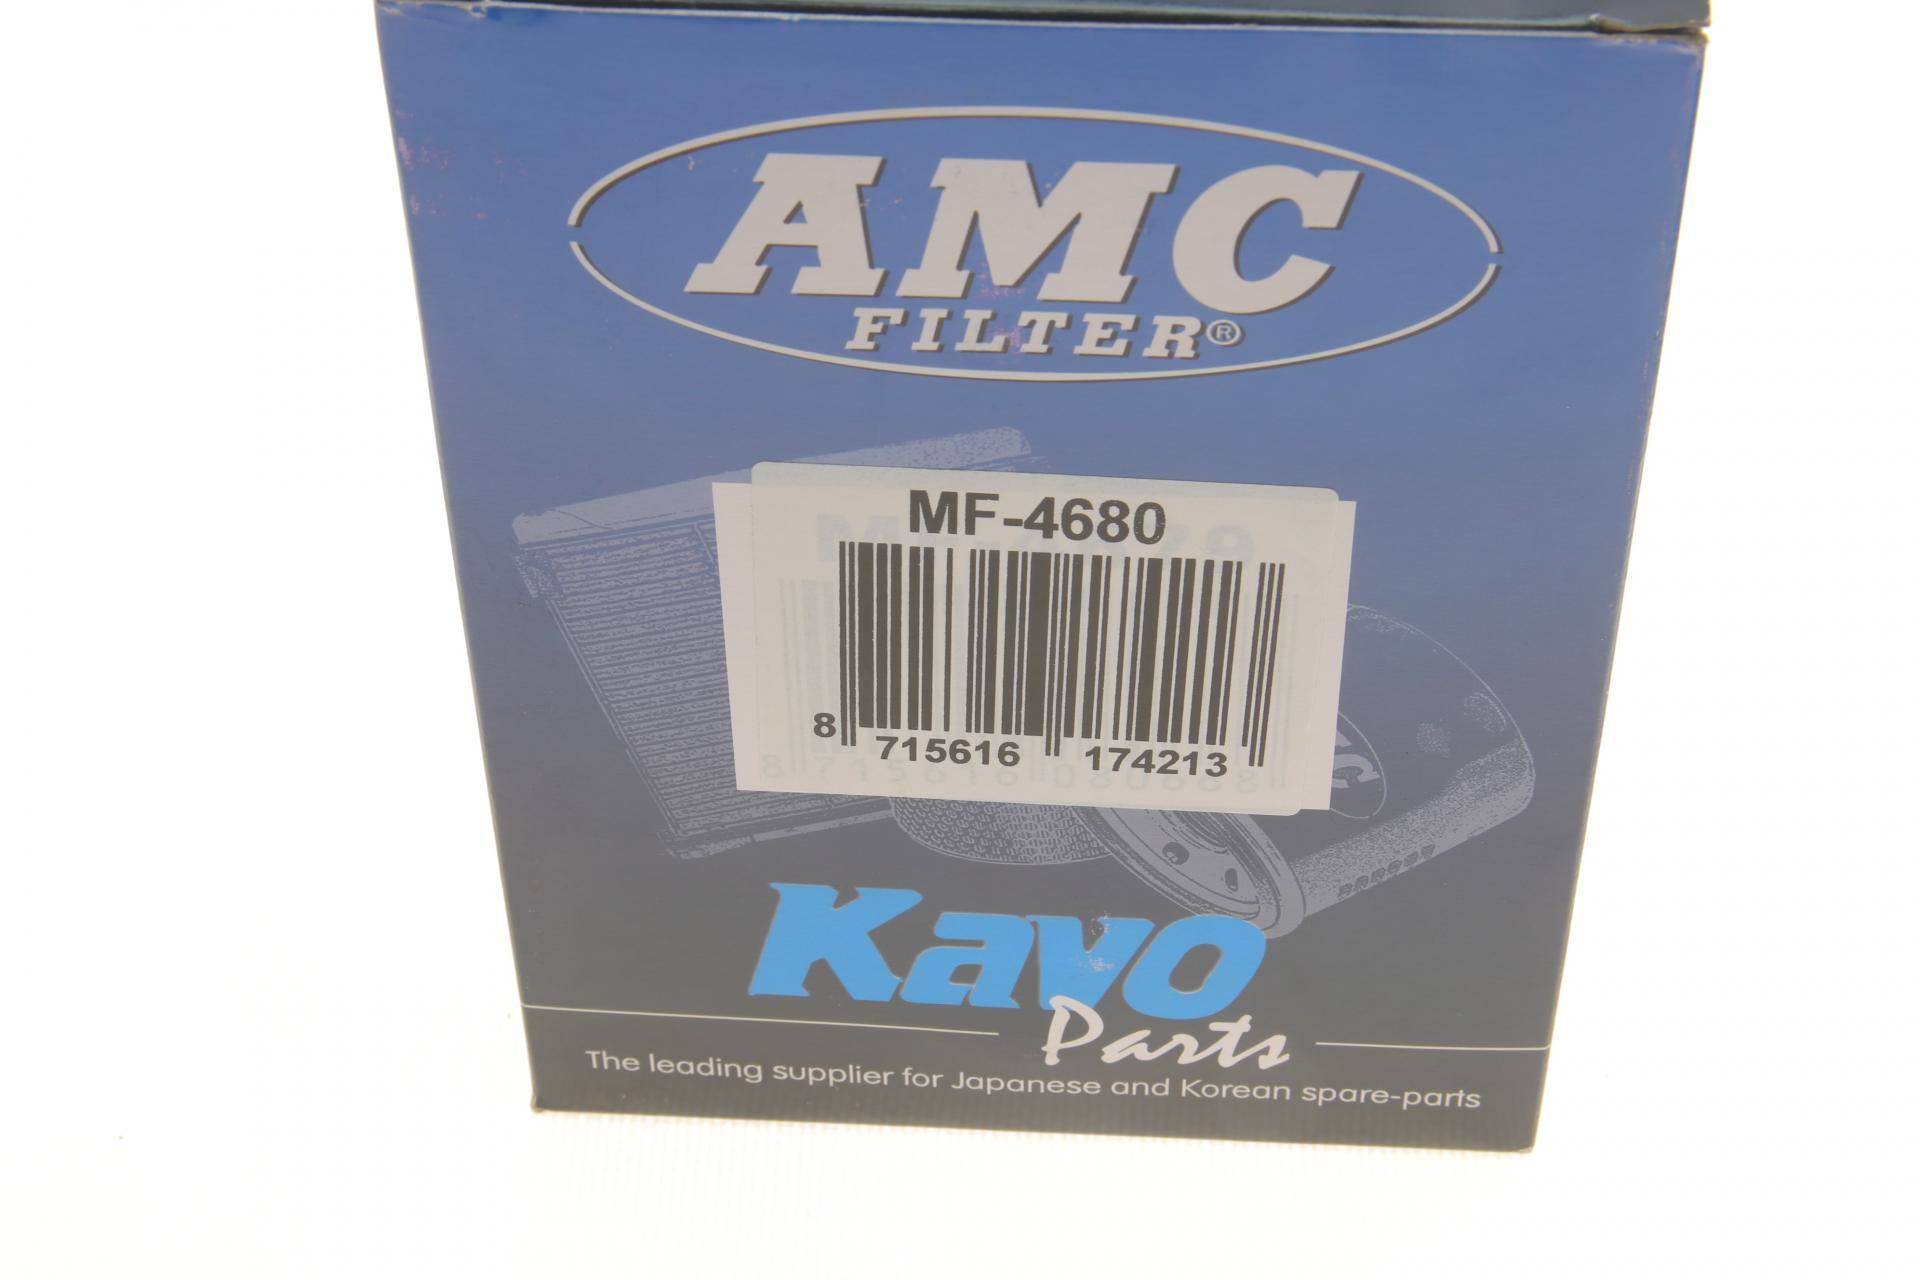 AMC
FILTER®
MF-4680
8 715616 174213
Kavo
Parts
The leading supplier for Japanese and Korean spare-parts